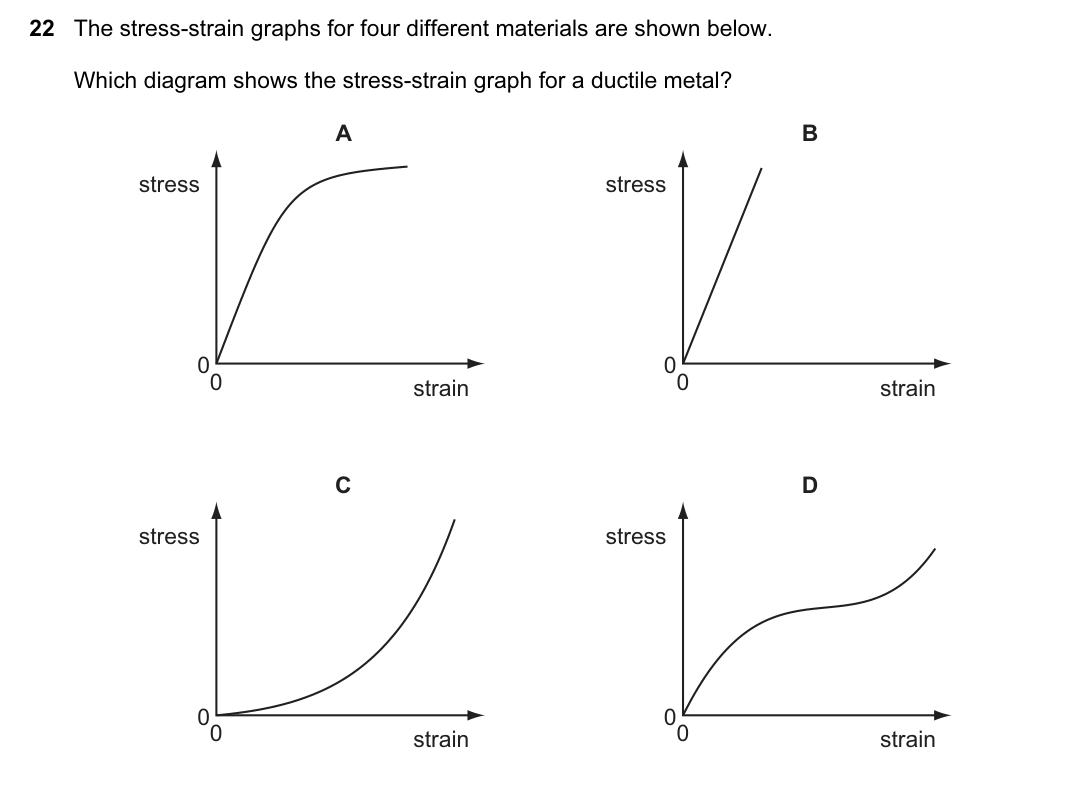 22 The stress-strain graphs for four different materials are shown below.
Which diagram shows the stress-strain graph for a ductile metal?
A
stress
0
0
strain
B
stress
0
0
strain
C
stress
0
0
strain
D
stress
0
0
strain